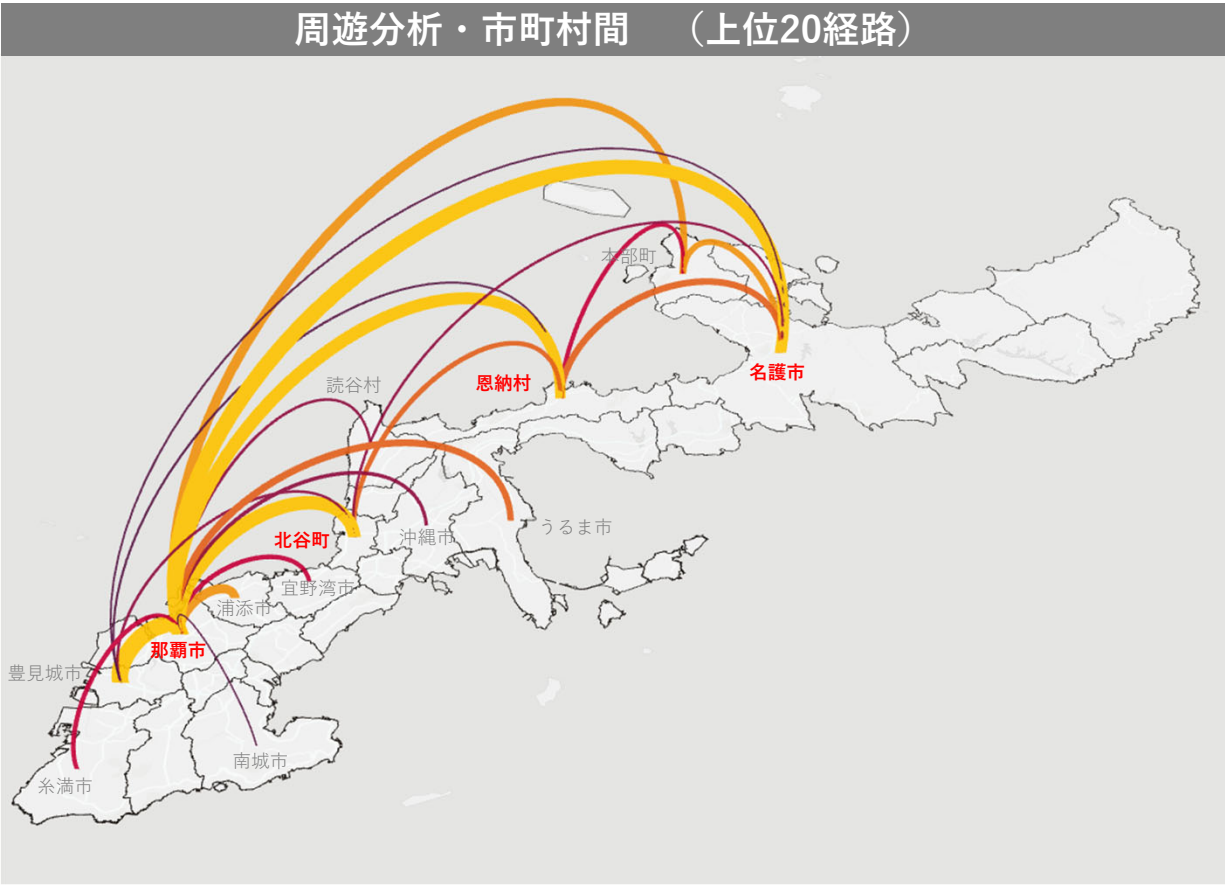 周遊分析・市町村間　（上位20経路）
本部町
名護市
恩納村
読谷村
うるま市
沖縄市
北谷町
宜野湾市
浦添市
那覇市
豊見城市
南城市
糸満市